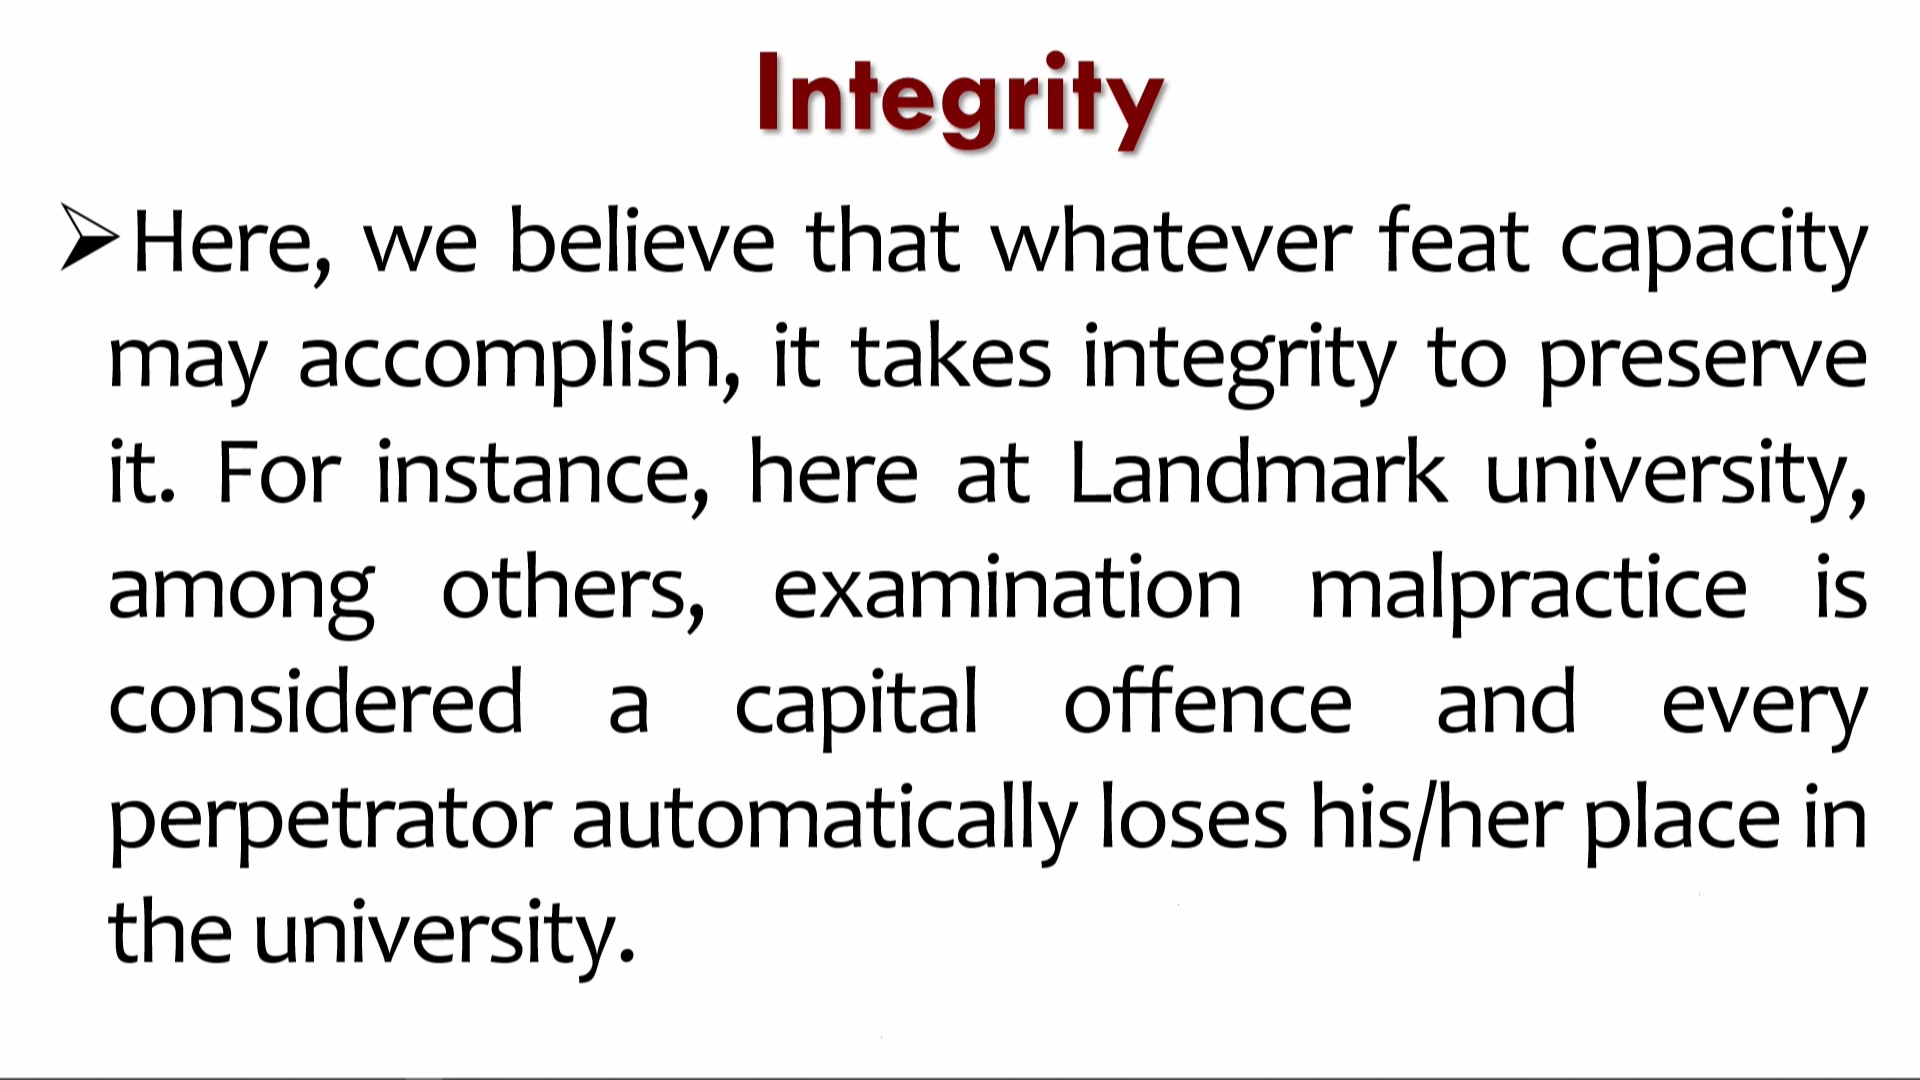 Integrity
➢Here, we believe that whatever feat capacity
may accomplish, it takes integrity to preserve
it. For instance, here at Landmark university,
among others, examination malpractice is
considered a capital offence and every
perpetrator automatically loses his/her place in
the university.